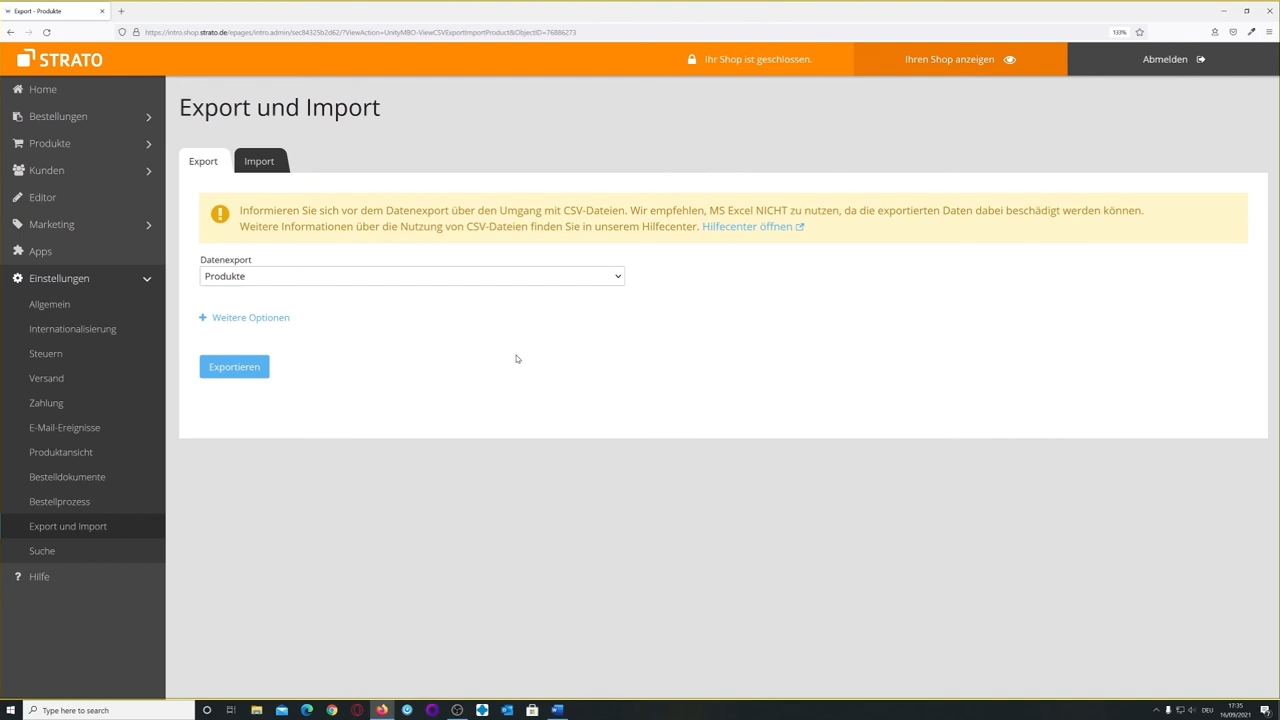 Export - Produkte
https://intro.shop.strato.de/epages/intro.admin/sec84325b2d62/?ViewAction=UnityMBO-ViewCSVExportImportProduct&ObjectID=76886273
133%
STRATO
Ihr Shop ist geschlossen.
Ihren Shop anzeigen
Abmelden
Home
Bestellungen
Produkte
Kunden
Editor
Marketing
Apps
Einstellungen
Allgemein
Internationalisierung
Steuern
Versand
Zahlung
E-Mail-Ereignisse
Produktansicht
Bestelldokumente
Bestellprozess
Export und Import
Suche
Hilfe
Export und Import
Export
Import
Informieren Sie sich vor dem Datenexport über den Umgang mit CSV-Dateien. Wir empfehlen, MS Excel NICHT zu nutzen, da die exportierten Daten dabei beschädigt werden können.
Weitere Informationen über die Nutzung von CSV-Dateien finden Sie in unserem Hilfecenter. Hilfecenter öffnen
Datenexport
Produkte
Weitere Optionen
Exportieren
Type here to search
DEU
17:35
16/09/2021